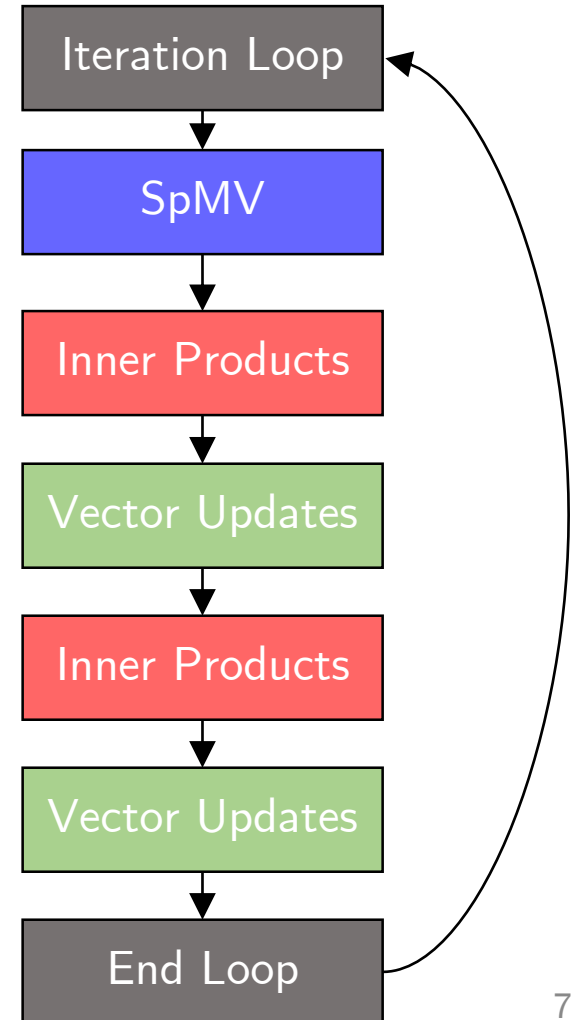 Iteration Loop
SpMV
Inner Products
Vector Updates
Inner Products
Vector Updates
End Loop
7